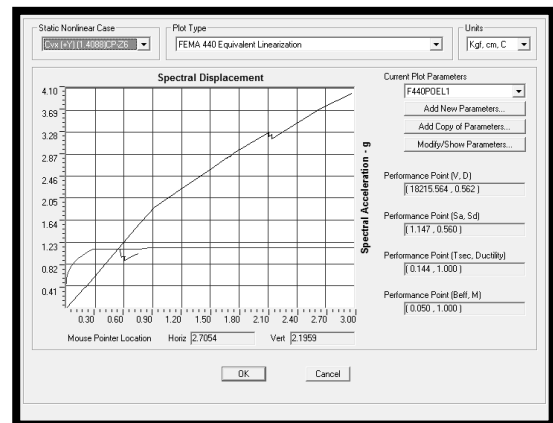 Static Nonlinear Case
Plot Type
Units
Cvx (+Y) (1.4088)CP-Z6
FEMA 440 Equivalent Linearization
Kgf, cm, C
Spectral Displacement
Current Plot Parameters
F440POEL1
Add New Parameters...
Add Copy of Parameters...
Modify/Show Parameters...
4.10
3.69
3.28
2.87
2.46
2.05
1.64
1.23
0.82
0.41
Spectral Acceleration - g
Performance Point (V, D)
( 18215.564 , 0.562 )
Performance Point (Sa, Sd)
( 1.147 , 0.560 )
Performance Point (Tsec, Ductility)
( 0.144 , 1.000 )
Performance Point (Beff, M)
( 0.050 , 1.000 )
0.30 0.60 0.90 1.20 1.50 1.80 2.10 2.40 2.70 3.00
Mouse Pointer Location Horiz 2.7054 Vert 2.1959
OK Cancel